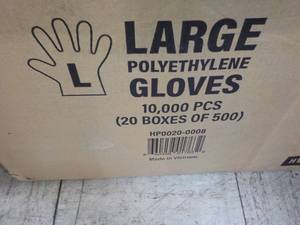 LARGE
POLYETHYLENE
L
GLOVES
10,000 PCS
(20 BOXES OF 500)
HP0020-0008
Made in Vietnam